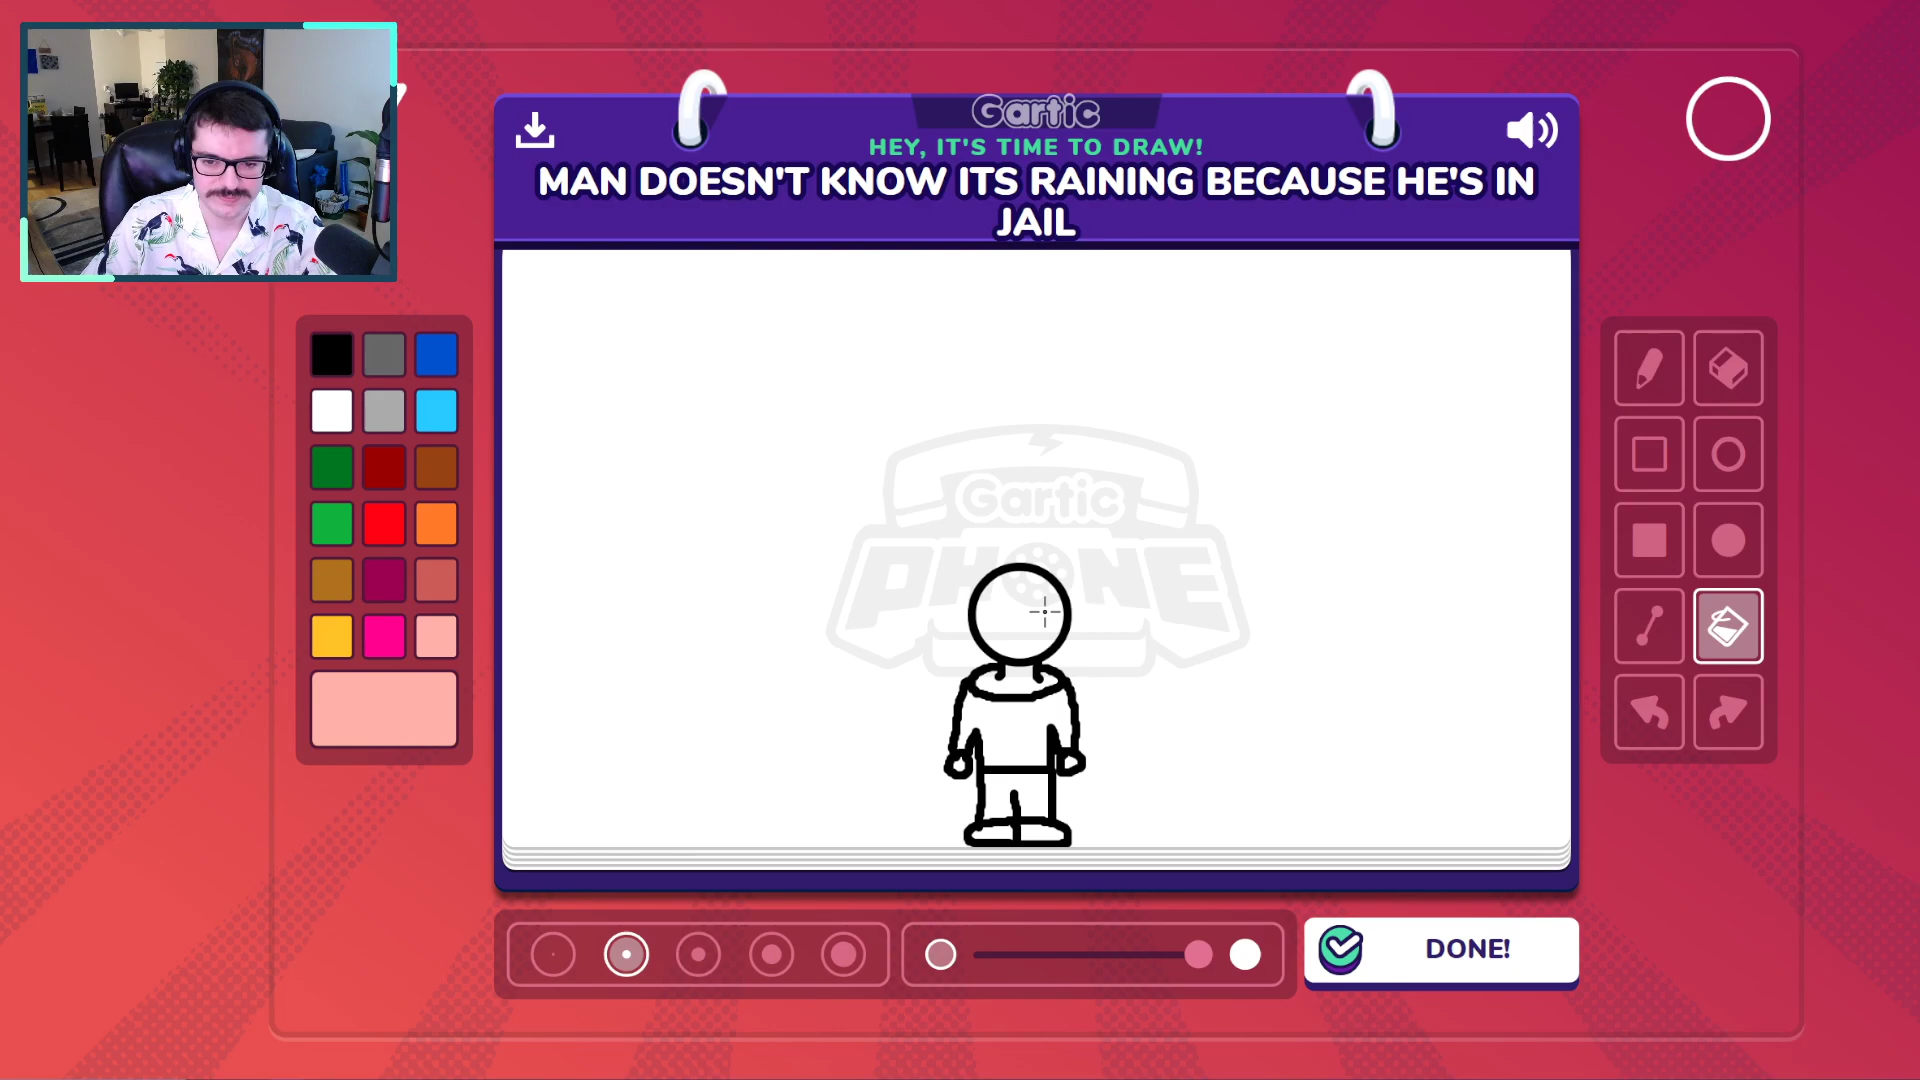 Gartic
HEY, IT'S TIME TO DRAW!
MAN DOESN'T KNOW ITS RAINING BECAUSE HE'S IN
JAIL
Gartic
PHONE
DONE!